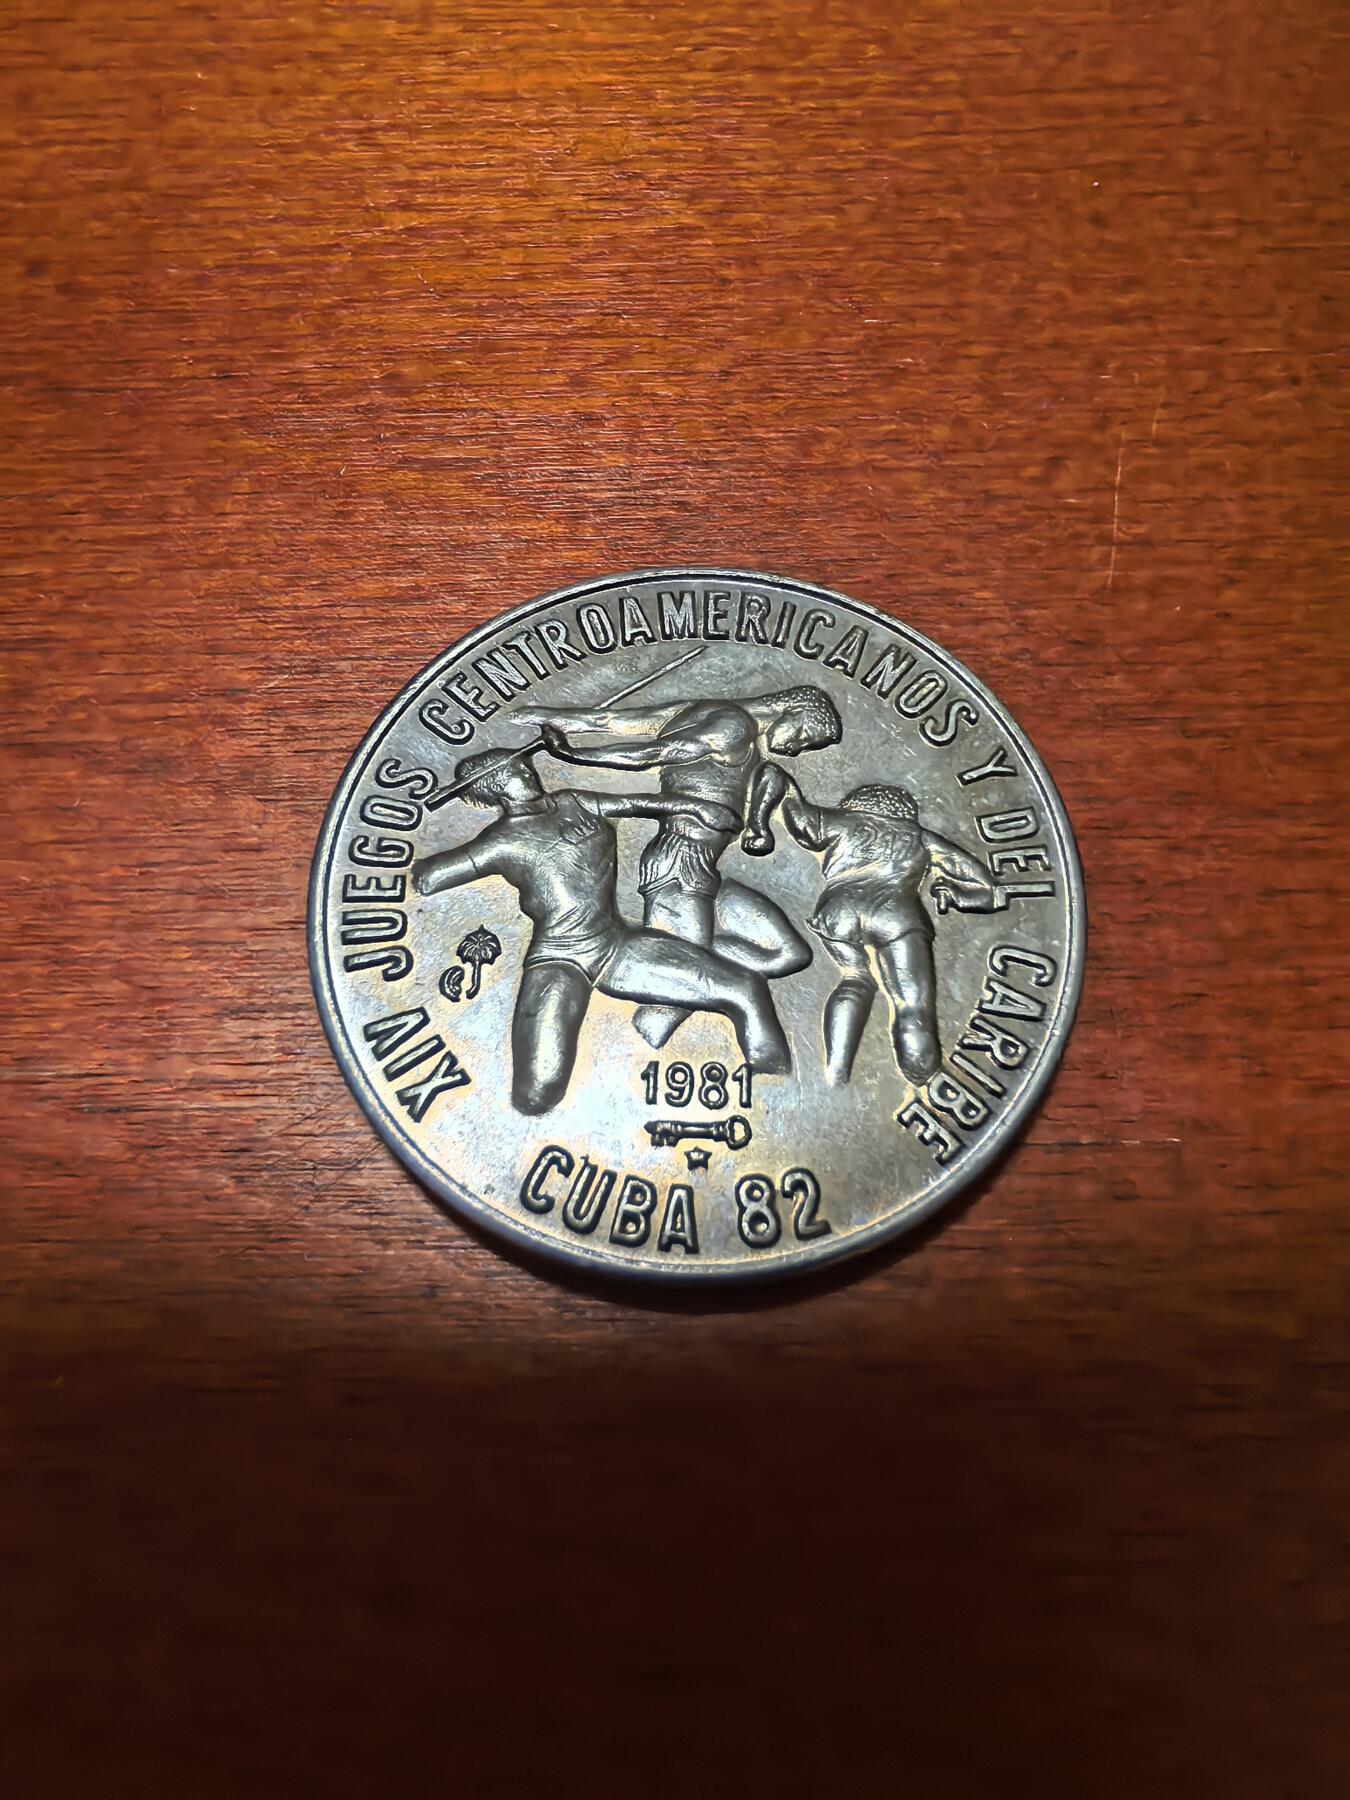 XIV JUEGOS CENTROAMERICANOS Y DEL CARIBE
1981
CUBA 82